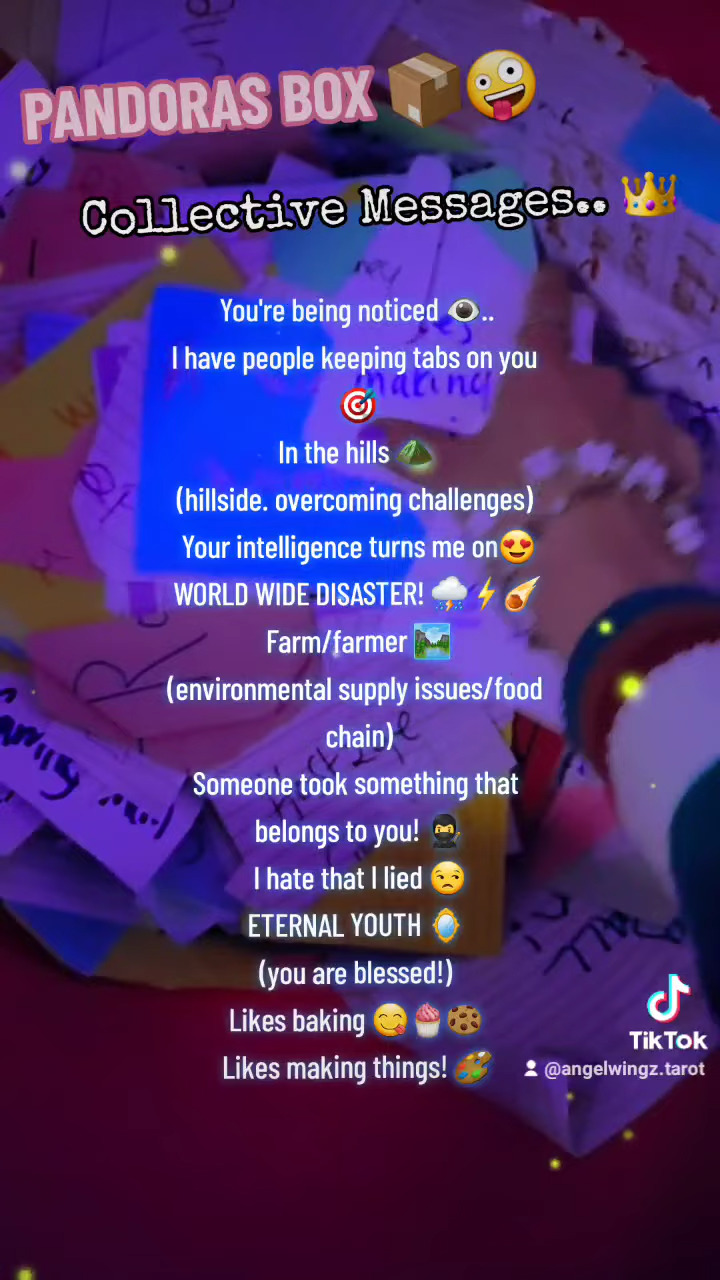 PANDORAS BOX 📦🤪
Collective Messages.. 👑
You're being noticed 👁️..
I have people keeping tabs on you
🎯
In the hills ⛰️
(hillside. overcoming challenges)
Your intelligence turns me on😍
WORLD WIDE DISASTER! ⛈️⚡☄️
Farm/farmer 🏞️
(environmental supply issues/food
chain)
Someone took something that
belongs to you! 🥷
I hate that I lied 😒
ETERNAL YOUTH 🪞
(you are blessed!)
Likes baking 😋🧁🍪
Likes making things! 🎨
TikTok
@angelwingz.tarot
making